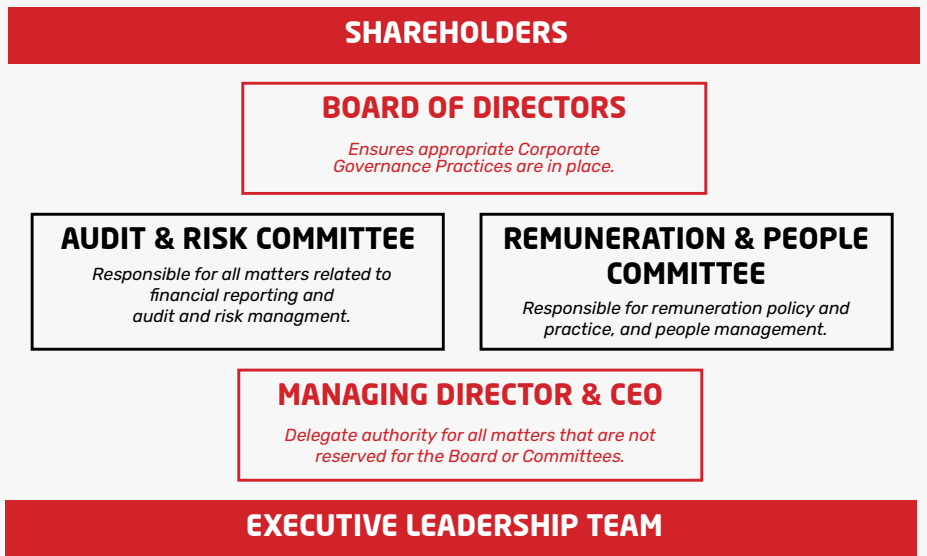 SHAREHOLDERS
BOARD OF DIRECTORS
Ensures appropriate Corporate
Governance Practices are in place.
AUDIT & RISK COMMITTEE
Responsible for all matters related to
financial reporting and
audit and risk managment.
REMUNERATION & PEOPLE
COMMITTEE
Responsible for remuneration policy and
practice, and people management.
MANAGING DIRECTOR & CEO
Delegate authority for all matters that are not
reserved for the Board or Committees.
EXECUTIVE LEADERSHIP TEAM